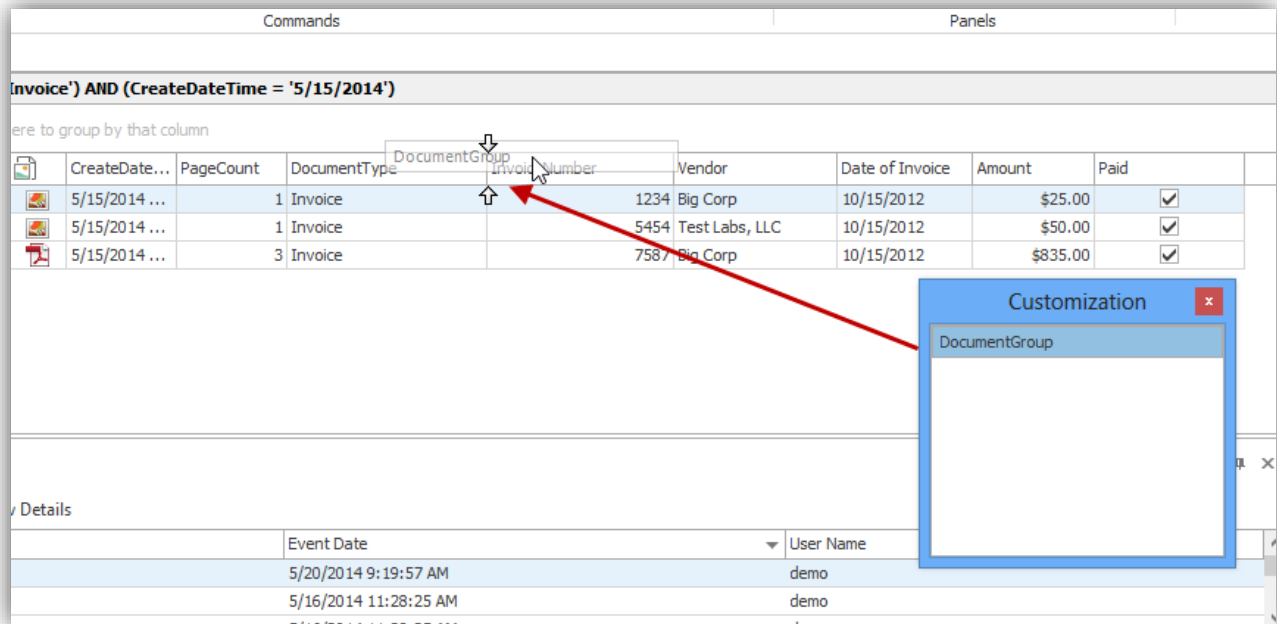 Commands Panels
Invoice') AND (CreateDateTime = '5/15/2014')
ere to group by that column
DocumentGroup
CreateDate... PageCount DocumentType Invoice Number Vendor Date of Invoice Amount Paid
5/15/2014 ... 1 Invoice 1234 Big Corp 10/15/2012 $25.00
5/15/2014 ... 1 Invoice 5454 Test Labs, LLC 10/15/2012 $50.00
5/15/2014 ... 3 Invoice 7587 Big Corp 10/15/2012 $835.00
Customization x
DocumentGroup
Details
Event Date User Name
5/20/2014 9:19:57 AM demo
5/16/2014 11:28:25 AM demo